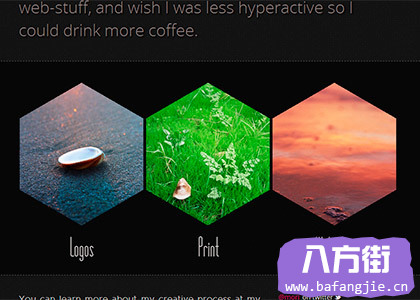 web-stuff, and wish I was less hyperactive so I
could drink more coffee.
Logos
Print
You can learn more about my creative process at my
on twitter
八方街
www.bafangjie.cn